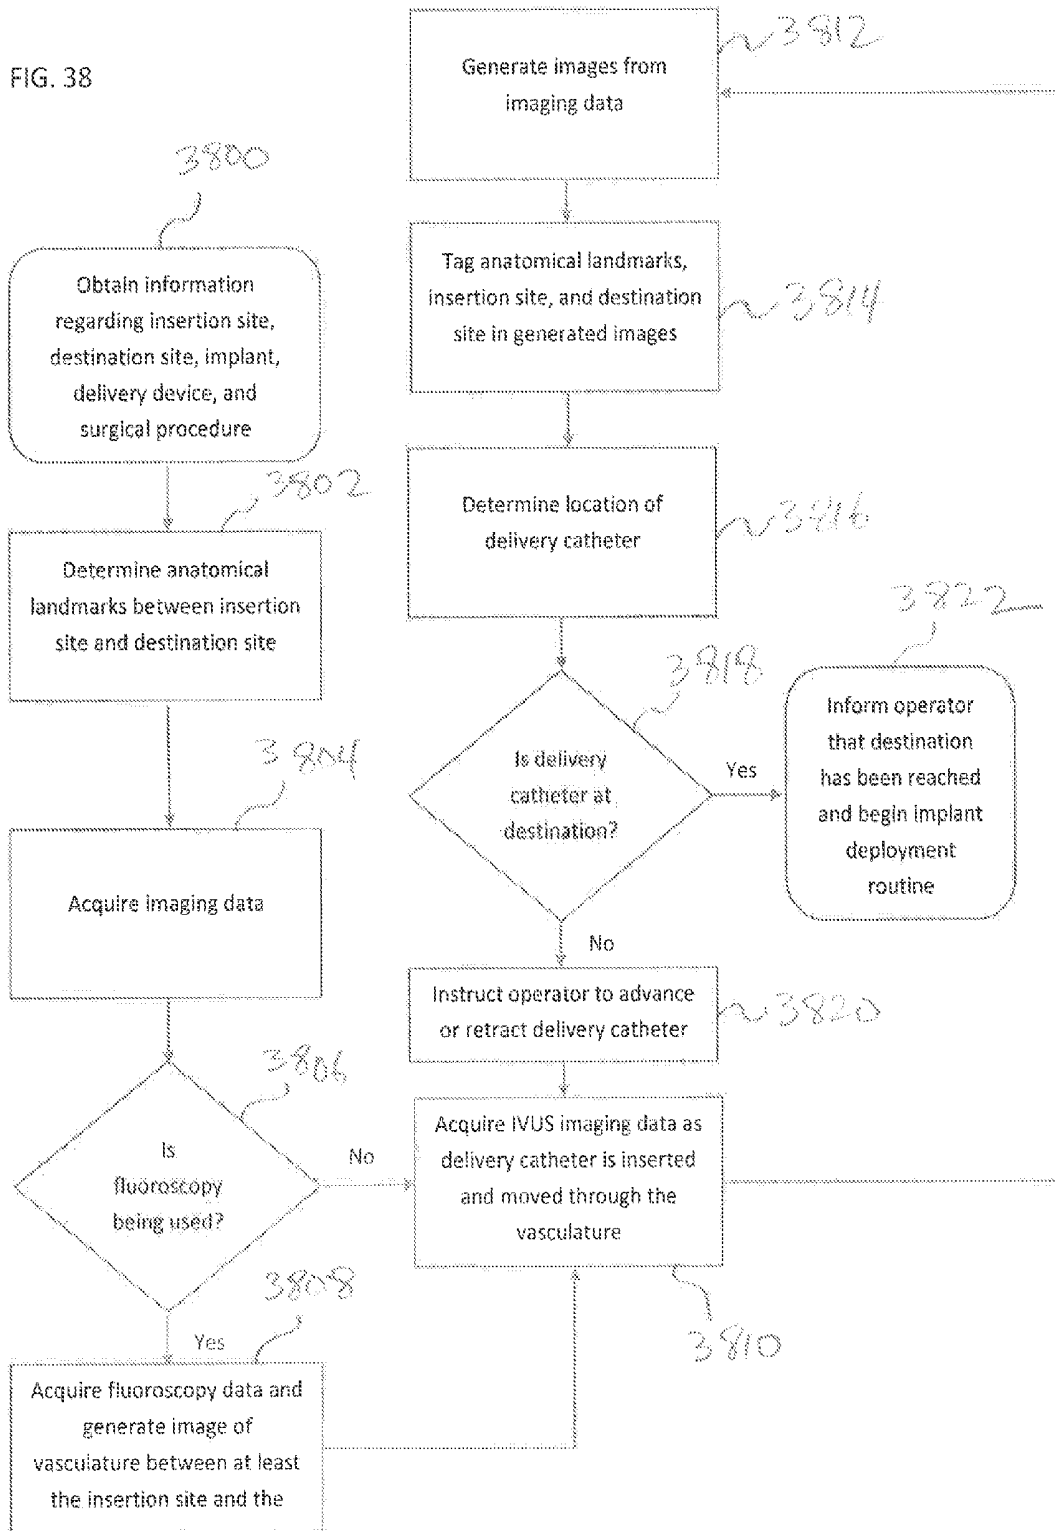 FIG. 38
3800
Obtain information
regarding insertion site,
destination site, implant,
delivery device, and
surgical procedure
3802
Determine anatomical
landmarks between insertion
site and destination site
3804
Acquire imaging data
3806
Is
fluoroscopy
being used?
No
Yes
3808
Acquire fluoroscopy data and
generate image of
vasculature between at least
the insertion site and the
3812
Generate images from
imaging data
3814
Tag anatomical landmarks,
insertion site, and destination
site in generated images
3816
Determine location of
delivery catheter
3818
Is delivery
catheter at
destination?
Yes
3822
Inform operator
that destination
has been reached
and begin implant
deployment
routine
No
3820
Instruct operator to advance
or retract delivery catheter
Acquire IVUS imaging data as
delivery catheter is inserted
and moved through the
vasculature
3810